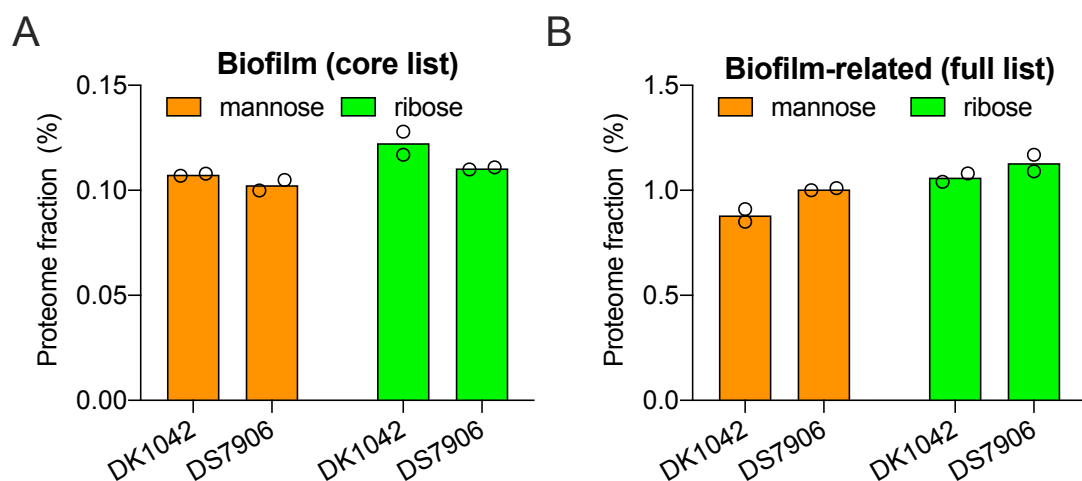 A
Biofilm (core list)
mannose ribose
Proteome fraction (%)
0.15
0.10
0.05
0.00
DK1042
DS7906
DK1042
DS7906
B
Biofilm-related (full list)
mannose ribose
Proteome fraction (%)
1.5
1.0
0.5
0.0
DK1042
DS7906
DK1042
DS7906